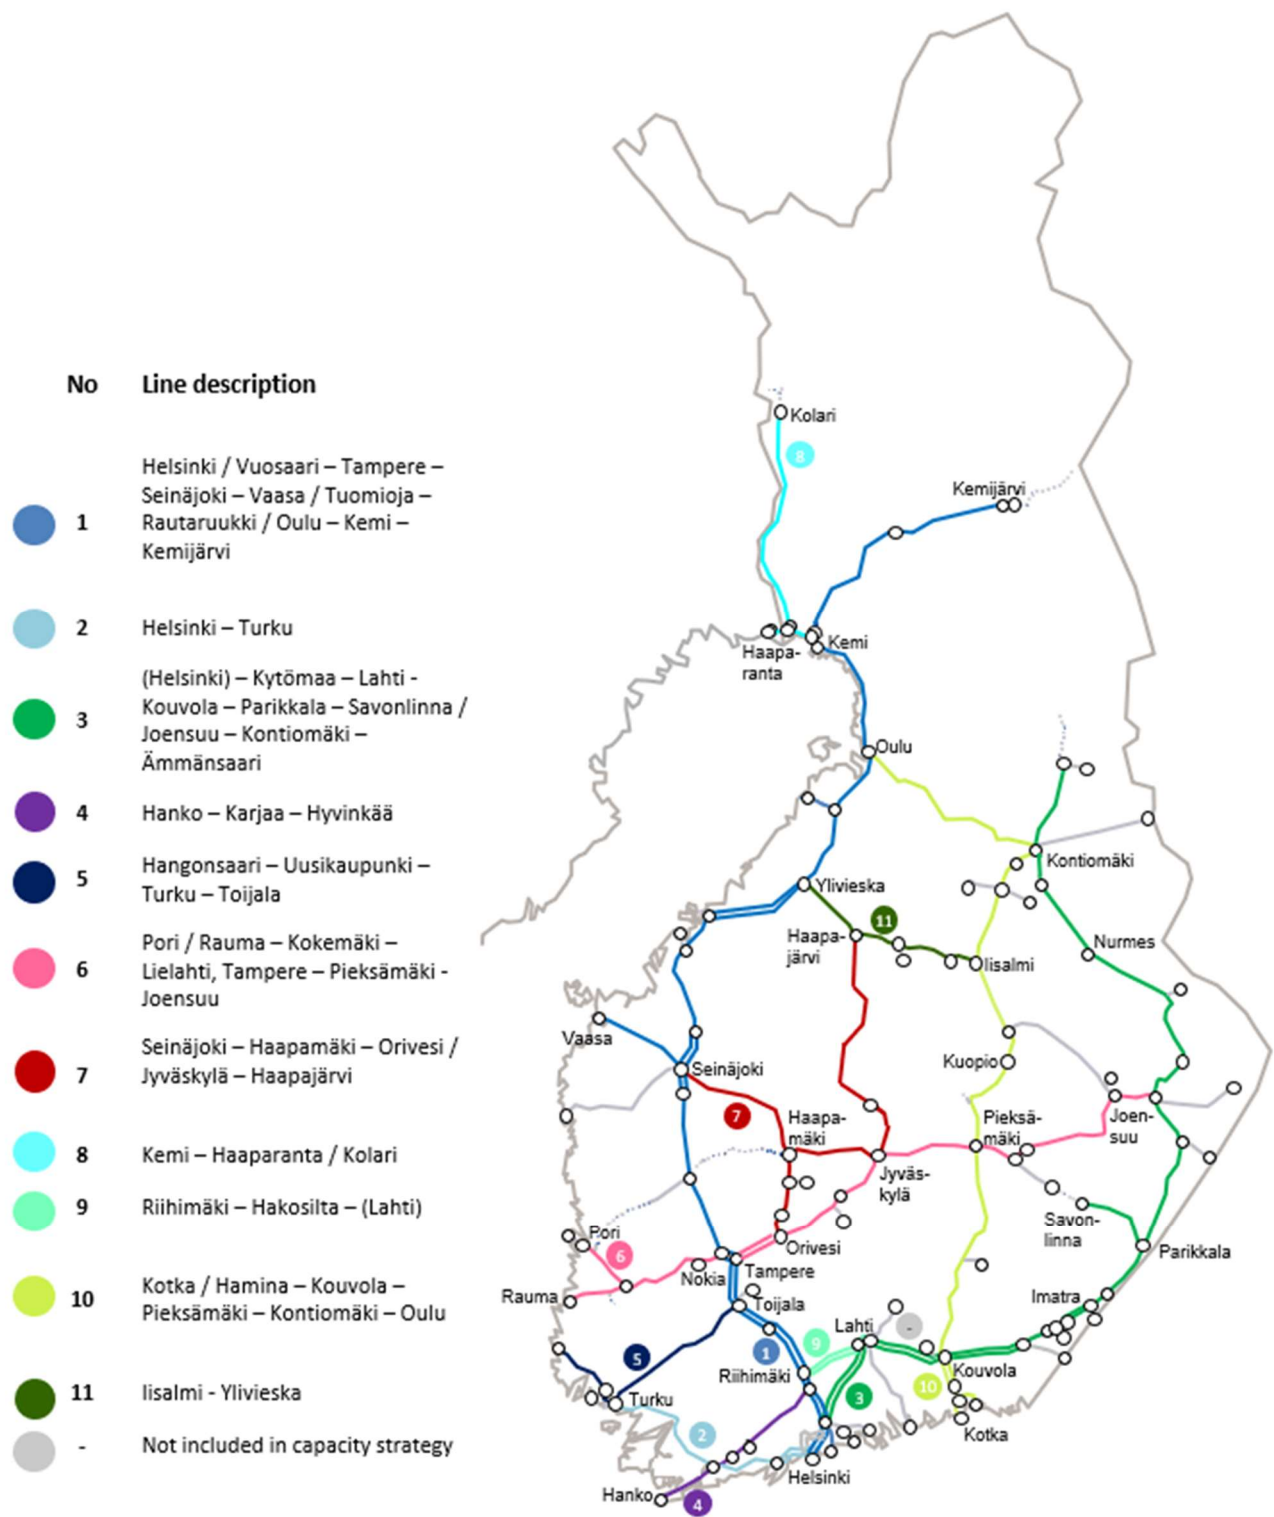 No Line description
Helsinki / Vuosaari – Tampere –
Seinäjoki – Vaasa / Tuomioja –
1 Rautaruukki / Oulu – Kemi –
Kemijärvi
2 Helsinki – Turku
(Helsinki) – Kytömaa – Lahti -
Kouvola – Parikkala – Savonlinna /
3 Joensuu – Kontiomäki –
Ämmänsaari
4 Hanko – Karjaa – Hyvinkää
Hangonsaari – Uusikaupunki –
5 Turku – Toijala
Pori / Rauma – Kokemäki –
6 Lielahti, Tampere – Pieksämäki -
Joensuu
Seinäjoki – Haapamäki – Orivesi /
7 Jyväskylä – Haapajärvi
8 Kemi – Haaparanta / Kolari
9 Riihimäki – Hakosilta – (Lahti)
Kotka / Hamina – Kouvola –
10 Pieksämäki – Kontiomäki – Oulu
11 Iisalmi - Ylivieska
- Not included in capacity strategy
Kolari
8
Kemijärvi
Kemi
Haapa-
ranta
Oulu
Kontiomäki
Ylivieska
11
Haapa-
järvi
Iisalmi
Nurmes
Vaasa
Seinäjoki
Kuopio
7
Haapa-
mäki
Pieksä-
mäki
Joen-
suu
Jyväs-
kylä
Savon-
linna
Parikkala
Pori
6
Orivesi
Nokia
Tampere
Rauma
Toijala
Imatra
Lahti
-
9
1
5
Riihimäki
Kouvola
10
3
Turku
2
Kotka
Helsinki
Hanko
4